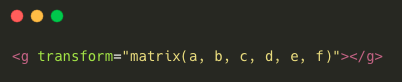 <g transform="matrix(a, b, c, d, e, f)"></g>